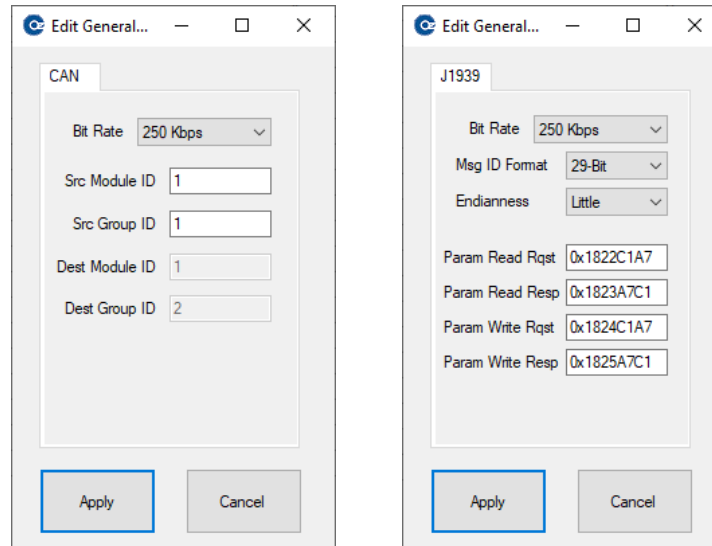 Edit General...
CAN
Bit Rate 250 Kbps
Src Module ID 1
Src Group ID 1
Dest Module ID 1
Dest Group ID 2
Apply Cancel
Edit General...
J1939
Bit Rate 250 Kbps
Msg ID Format 29-Bit
Endianness Little
Param Read Rqst 0x1822C1A7
Param Read Resp 0x1823A7C1
Param Write Rqst 0x1824C1A7
Param Write Resp 0x1825A7C1
Apply Cancel